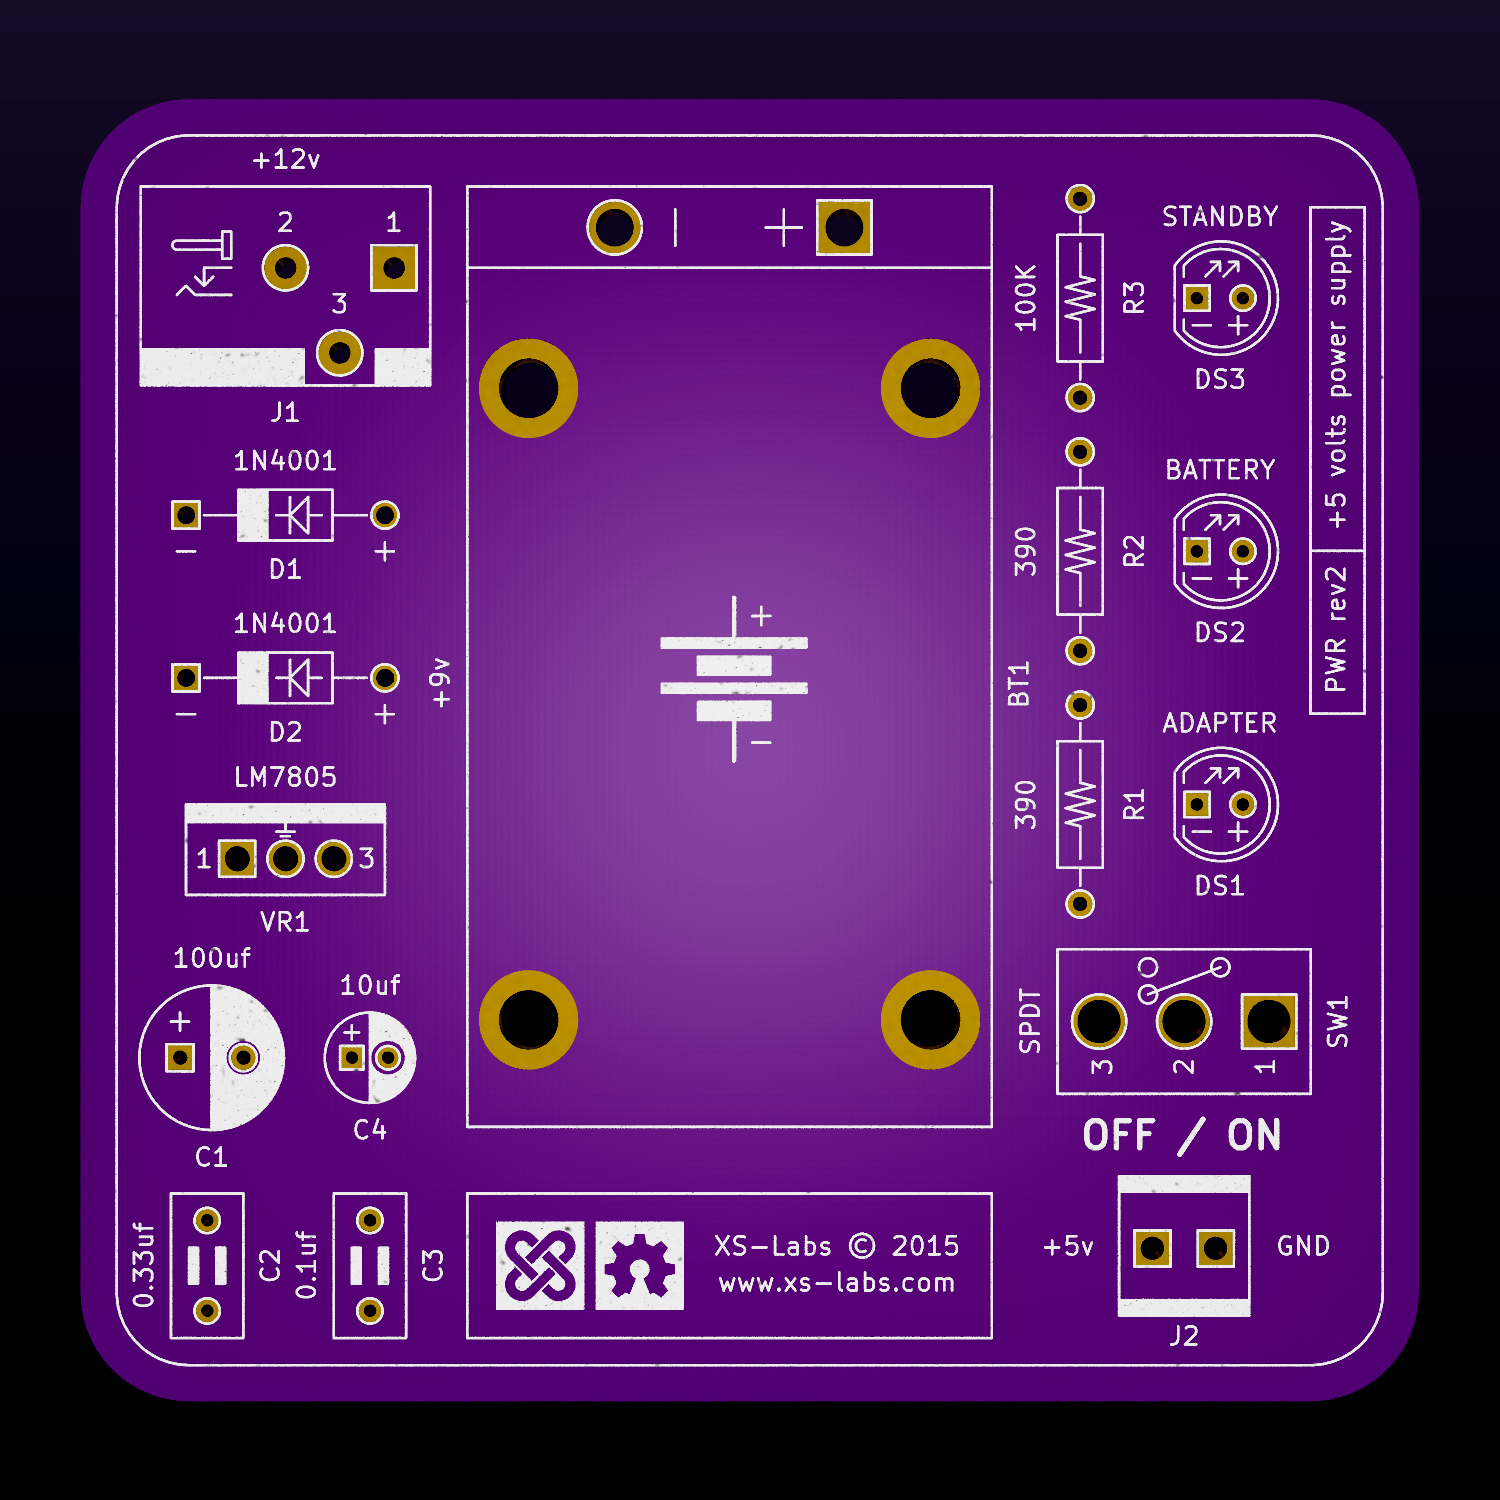 +12v
2 1
3
J1
1N4001
− +
D1
1N4001
− +
D2
LM7805
1 3
VR1
100uf
+
C1
10uf
+
C4
0.33uf
C2
0.1uf
C3
− +
+9v
+
−
BT1
XS-Labs © 2015
www.xs-labs.com
100K
R3
STANDBY
− +
DS3
390
R2
BATTERY
− +
DS2
390
R1
ADAPTER
− +
DS1
PWR rev2
+5 volts power supply
SPDT
3 2 1
SW1
OFF / ON
+5v
GND
J2